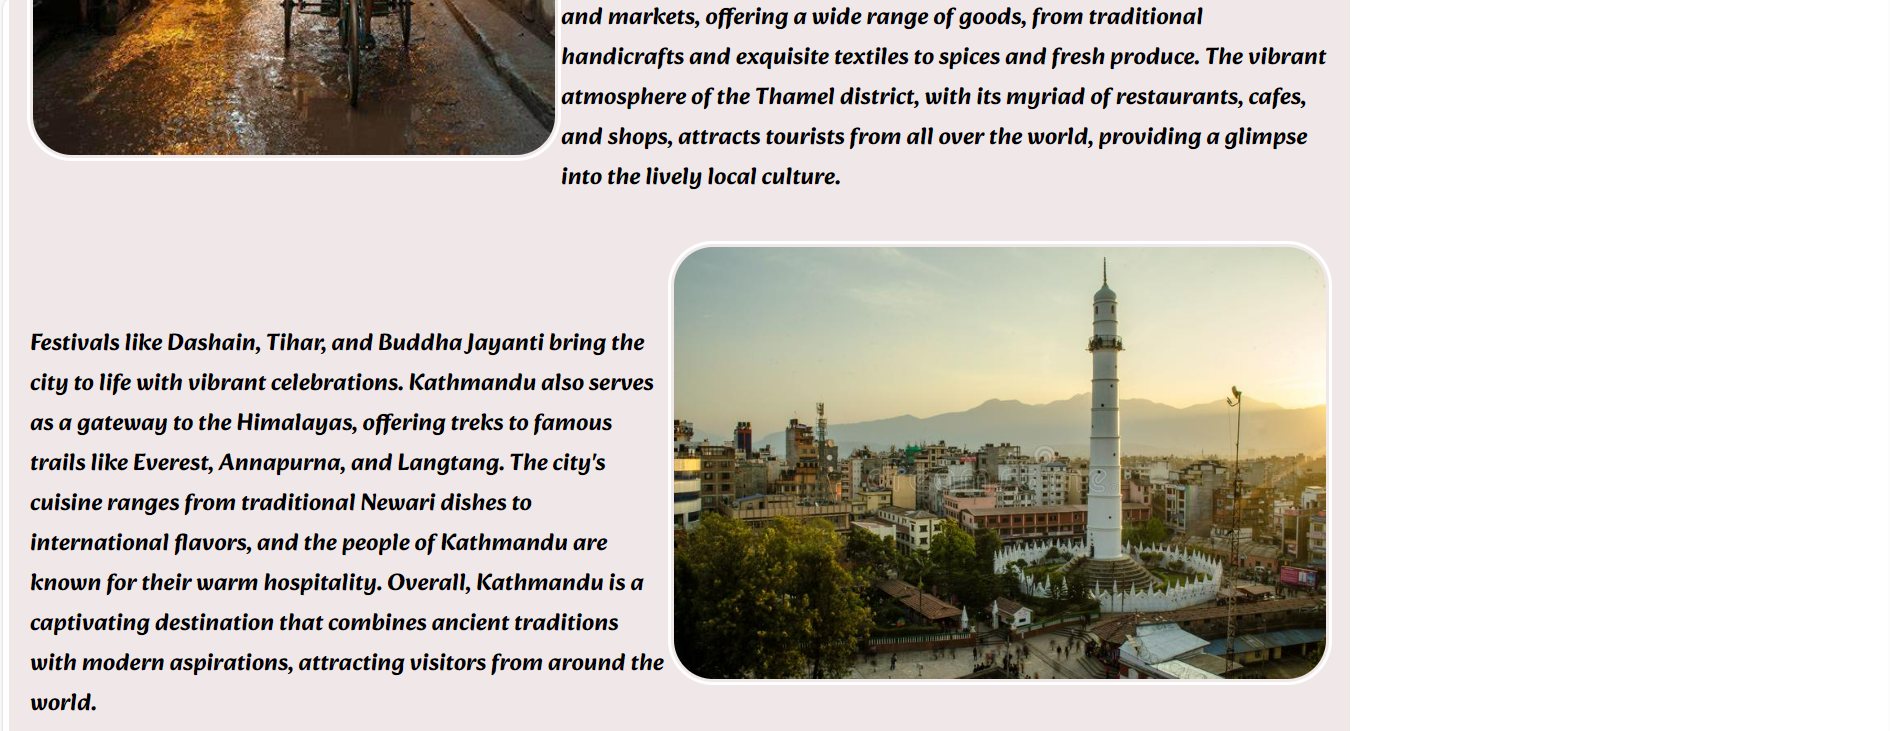 and markets, offering a wide range of goods, from traditional
handicrafts and exquisite textiles to spices and fresh produce. The vibrant
atmosphere of the Thamel district, with its myriad of restaurants, cafes,
and shops, attracts tourists from all over the world, providing a glimpse
into the lively local culture.
Festivals like Dashain, Tihar, and Buddha Jayanti bring the
city to life with vibrant celebrations. Kathmandu also serves
as a gateway to the Himalayas, offering treks to famous
trails like Everest, Annapurna, and Langtang. The city's
cuisine ranges from traditional Newari dishes to
international flavors, and the people of Kathmandu are
known for their warm hospitality. Overall, Kathmandu is a
captivating destination that combines ancient traditions
with modern aspirations, attracting visitors from around the
world.